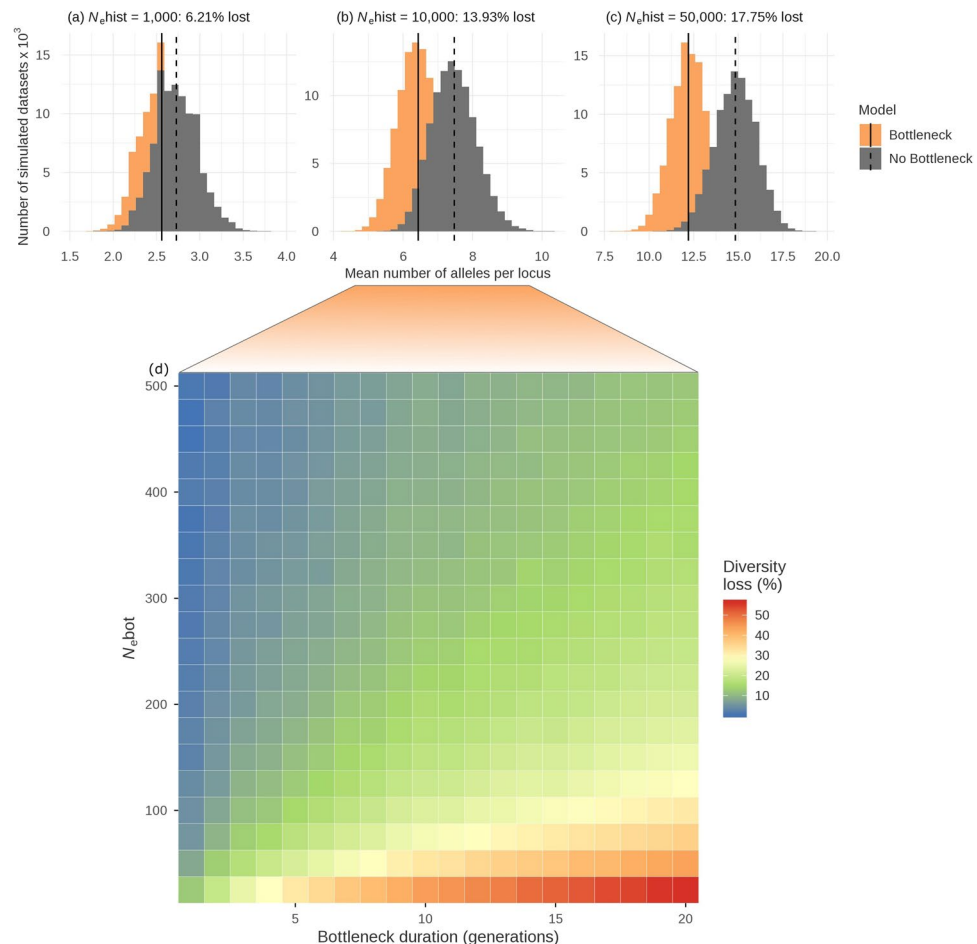 (a) Nₑhist = 1,000: 6.21% lost
(b) Nₑhist = 10,000: 13.93% lost
(c) Nₑhist = 50,000: 17.75% lost
Number of simulated datasets x 10³
15
10
5
0
1.5 2.0 2.5 3.0 3.5 4.0
10
5
0
4 6 8 10
15
10
5
0
7.5 10.0 12.5 15.0 17.5 20.0
Mean number of alleles per locus
Model
Bottleneck
No Bottleneck
(d)
Nₑbot
500
400
300
200
100
5 10 15 20
Bottleneck duration (generations)
Diversity
loss (%)
50
40
30
20
10